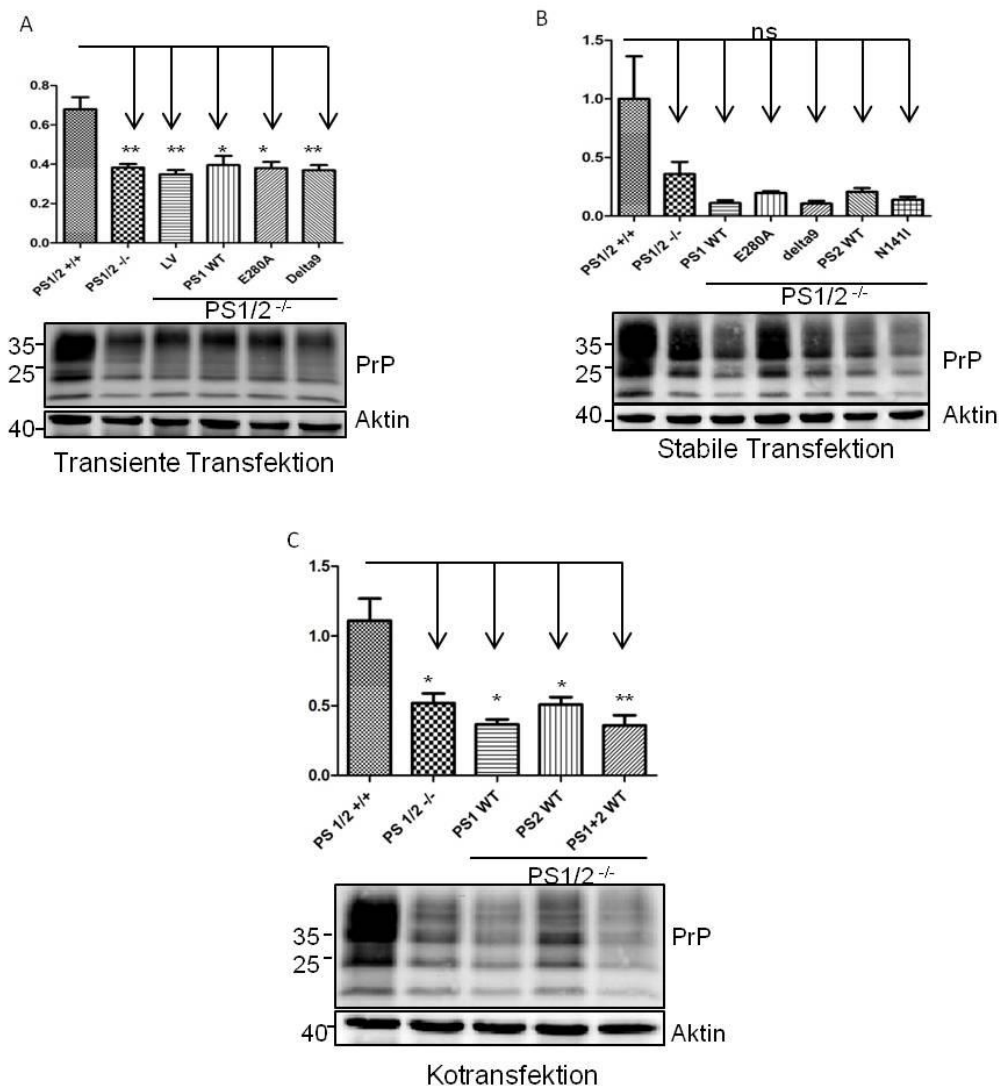 A
0.8
0.6
0.4
0.2
0.0
** ** * * **
PS1/2 +/+ PS1/2 -/- LV PS1 WT E280A Delta9
PS1/2 -/-
35
25
PrP
40
Aktin
Transiente Transfektion
B
ns
1.5
1.0
0.5
0.0
PS1/2 +/+ PS1/2 -/- PS1 WT E280A delta9 PS2 WT N141I
PS1/2 -/-
35
25
PrP
40
Aktin
Stabile Transfektion
C
1.5
1.0
0.5
0.0
* * * **
PS 1/2 +/+ PS 1/2 -/- PS1 WT PS2 WT PS1+2 WT
PS1/2 -/-
35
25
PrP
40
Aktin
Kotransfektion